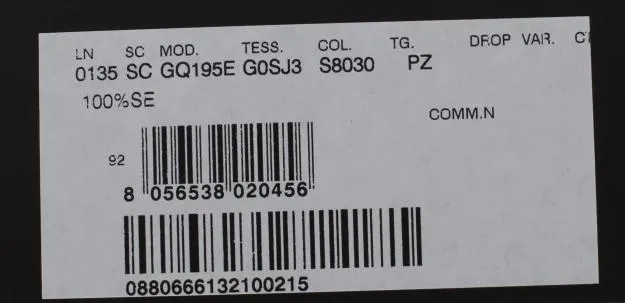 LN SC MOD. TESS. COL. TG. DROP VAR.
0135 SC GQ195E G0SJ3 S8030 PZ
100%SE
COMM.N
92
8 056538 020456
0880666132100215